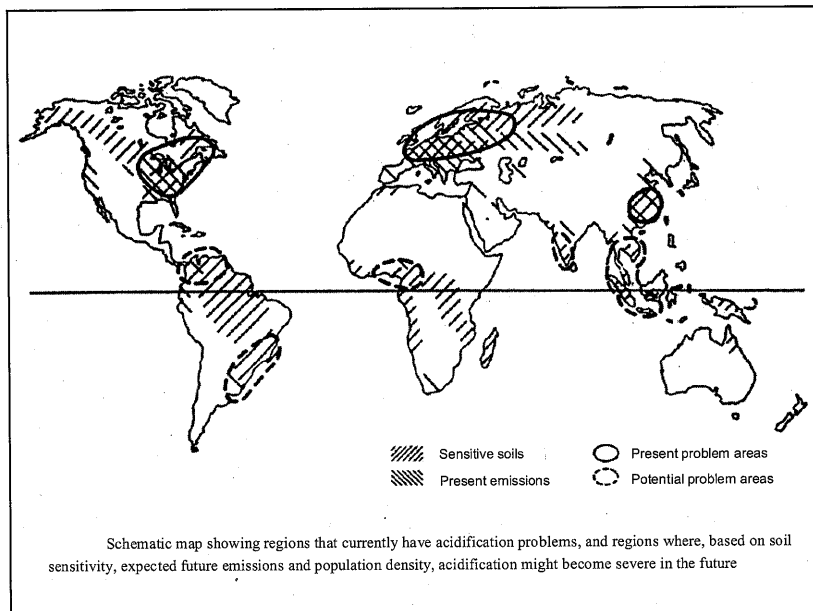 Sensitive soils
Present emissions
Present problem areas
Potential problem areas
Schematic map showing regions that currently have acidification problems, and regions where, based on soil
sensitivity, expected future emissions and population density, acidification might become severe in the future